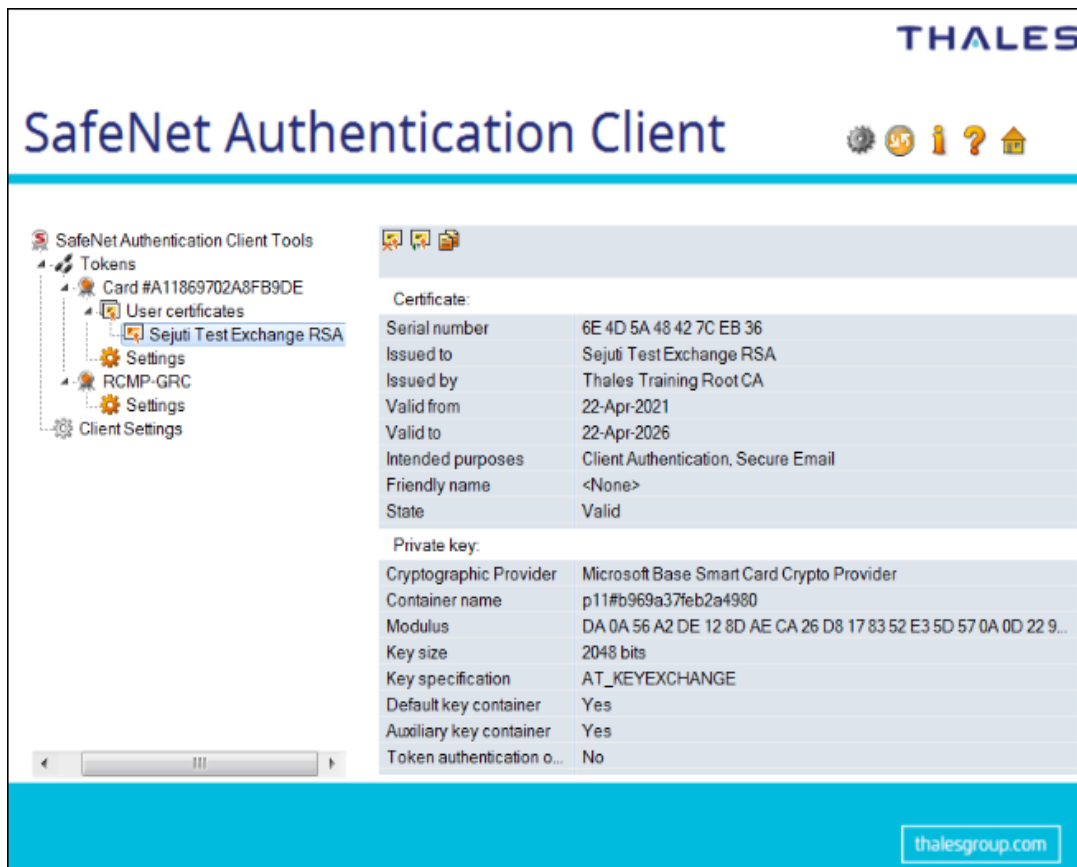 THALES
SafeNet Authentication Client
SafeNet Authentication Client Tools
Tokens
Card #A11869702A8FB9DE
User certificates
Sejuti Test Exchange RSA
Settings
RCMP-GRC
Settings
Client Settings
Certificate:
Serial number 6E 4D 5A 48 42 7C EB 36
Issued to Sejuti Test Exchange RSA
Issued by Thales Training Root CA
Valid from 22-Apr-2021
Valid to 22-Apr-2026
Intended purposes Client Authentication, Secure Email
Friendly name <None>
State Valid
Private key:
Cryptographic Provider Microsoft Base Smart Card Crypto Provider
Container name p11#b969a37feb2a4980
Modulus DA 0A 56 A2 DE 12 8D AE CA 26 D8 17 83 52 E3 5D 57 0A 0D 22 9...
Key size 2048 bits
Key specification AT_KEYEXCHANGE
Default key container Yes
Auxiliary key container Yes
Token authentication o... No
thalesgroup.com